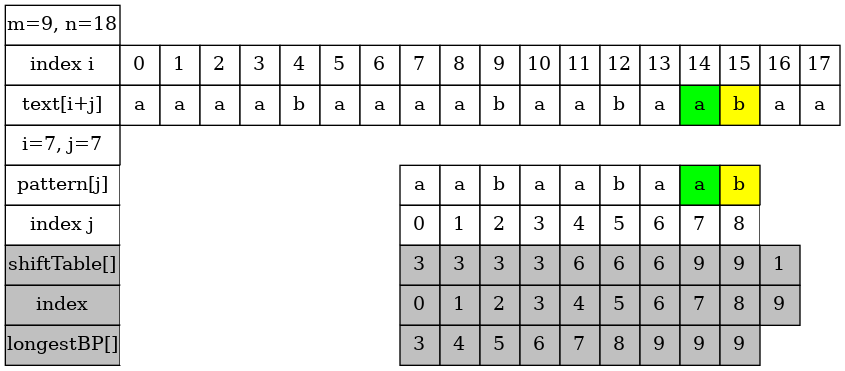 m=9, n=18
index i 0 1 2 3 4 5 6 7 8 9 10 11 12 13 14 15 16 17
text[i+j] a a a a b a a a a b a a b a a b a a
i=7, j=7
pattern[j] a a b a a b a a b
index j 0 1 2 3 4 5 6 7 8
shiftTable[] 3 3 3 3 6 6 6 9 9 1
index 0 1 2 3 4 5 6 7 8 9
longestBP[] 3 4 5 6 7 8 9 9 9